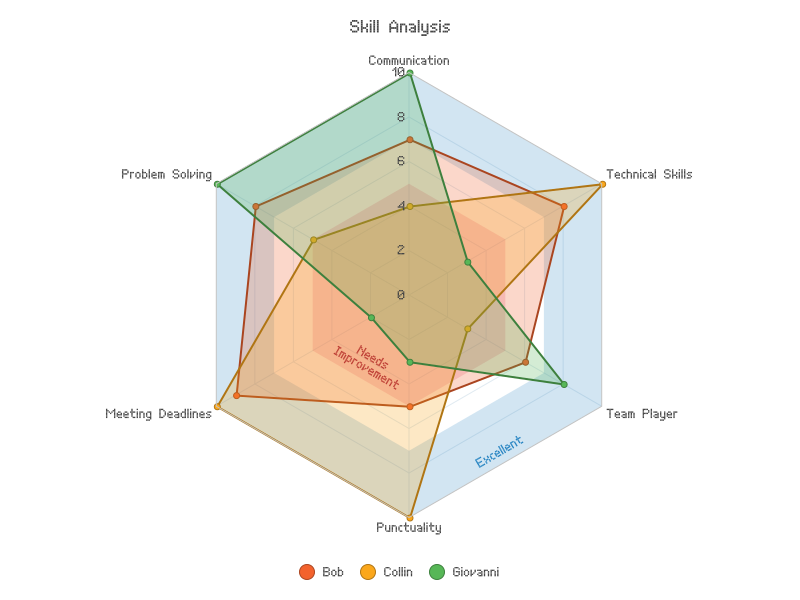 Skill Analysis
Communication
10
8
6
4
2
0
Problem Solving
Technical Skills
Needs
Improvement
Meeting Deadlines
Team Player
Excellent
Punctuality
Bob
Collin
Giovanni